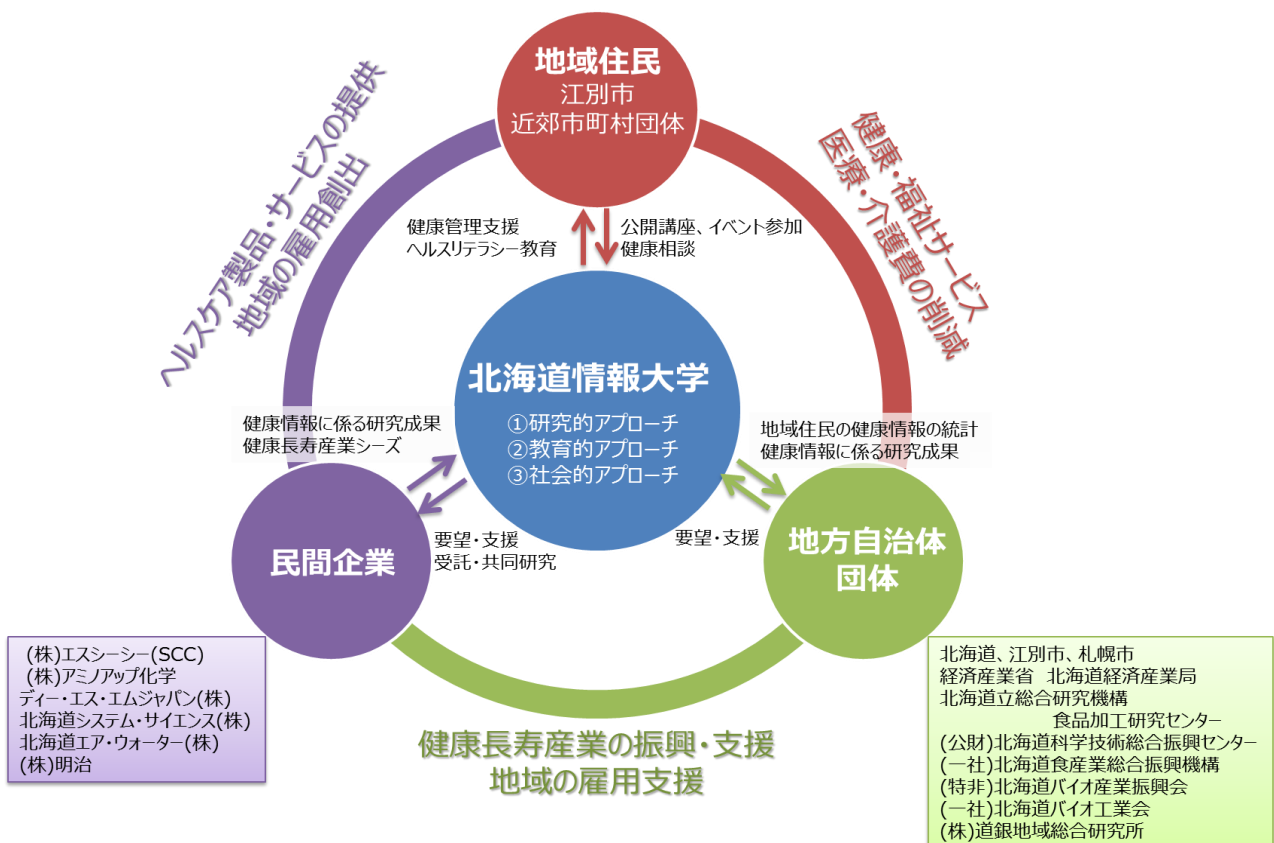 地域住民
江別市
近郊市町村団体
ヘルスケア製品・サービスの提供
地域の雇用創出
健康・福祉サービス
医療・介護費の削減
健康管理支援
ヘルスリテラシー教育
公開講座、イベント参加
健康相談
北海道情報大学
①研究的アプローチ
②教育的アプローチ
③社会的アプローチ
健康情報に係る研究成果
健康長寿産業シーズ
地域住民の健康情報の統計
健康情報に係る研究成果
民間企業
要望・支援
受託・共同研究
要望・支援
地方自治体
団体
(株)エスシーシー(SCC)
(株)アミノアップ化学
ディー・エス・エムジャパン(株)
北海道システム・サイエンス(株)
北海道エア・ウォーター(株)
(株)明治
健康長寿産業の振興・支援
地域の雇用支援
北海道、江別市、札幌市
経済産業省 北海道経済産業局
北海道立総合研究機構
食品加工研究センター
(公財)北海道科学技術総合振興センター
(一社)北海道食産業総合振興機構
(特非)北海道バイオ産業振興会
(一社)北海道バイオ工業会
(株)道銀地域総合研究所